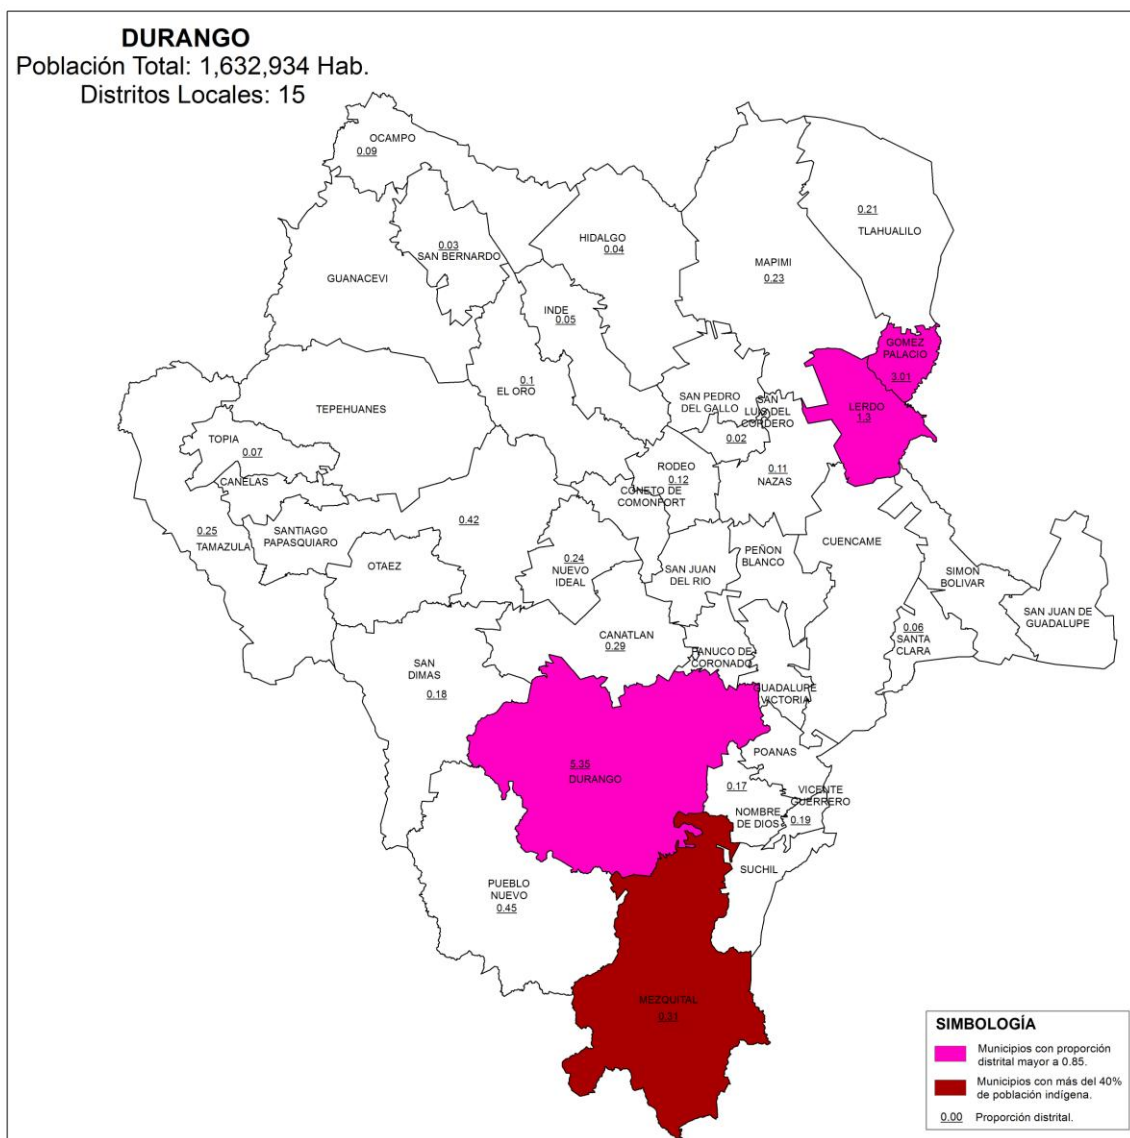 DURANGO
Población Total: 1,632,934 Hab.
Distritos Locales: 15
OCAMPO
0.09
0.21
TLAHUALILO
HIDALGO
0.04
0.03
SAN BERNARDO
MAPIMI
0.23
GUANACEVI
INDE
0.05
GOMEZ
PALACIO
3.01
0.1
EL ORO
SAN PEDRO
DEL GALLO
SAN
LUIZ DEL
CORDERO
LERDO
1.3
TEPEHUANES
TOPIA
0.07
0.02
CANELAS
RODEO
0.12
0.11
NAZAS
CONETO DE
COMONFORT
0.25
TAMAZULA
SANTIAGO
PAPASQUIARO
0.42
CUENCAME
PEÑON
BLANCO
0.24
NUEVO
IDEAL
OTAEZ
SAN JUAN
DEL RIO
SIMON
BOLIVAR
SAN JUAN DE
GUADALUPE
0.06
SANTA
CLARA
CANATLAN
0.29
PANUCO DE
CORONADO
SAN
DIMAS
0.18
GUADALUPE
VICTORIA
POANAS
5.35
DURANGO
0.17
NOMBRE
DE DIOS
VICENTE
GUERRERO
0.19
SUCHIL
PUEBLO
NUEVO
0.45
MEZQUITAL
0.31
SIMBOLOGÍA
Municipios con proporción
distrital mayor a 0.85.
Municipios con más del 40%
de población indígena.
0.00 Proporción distrital.